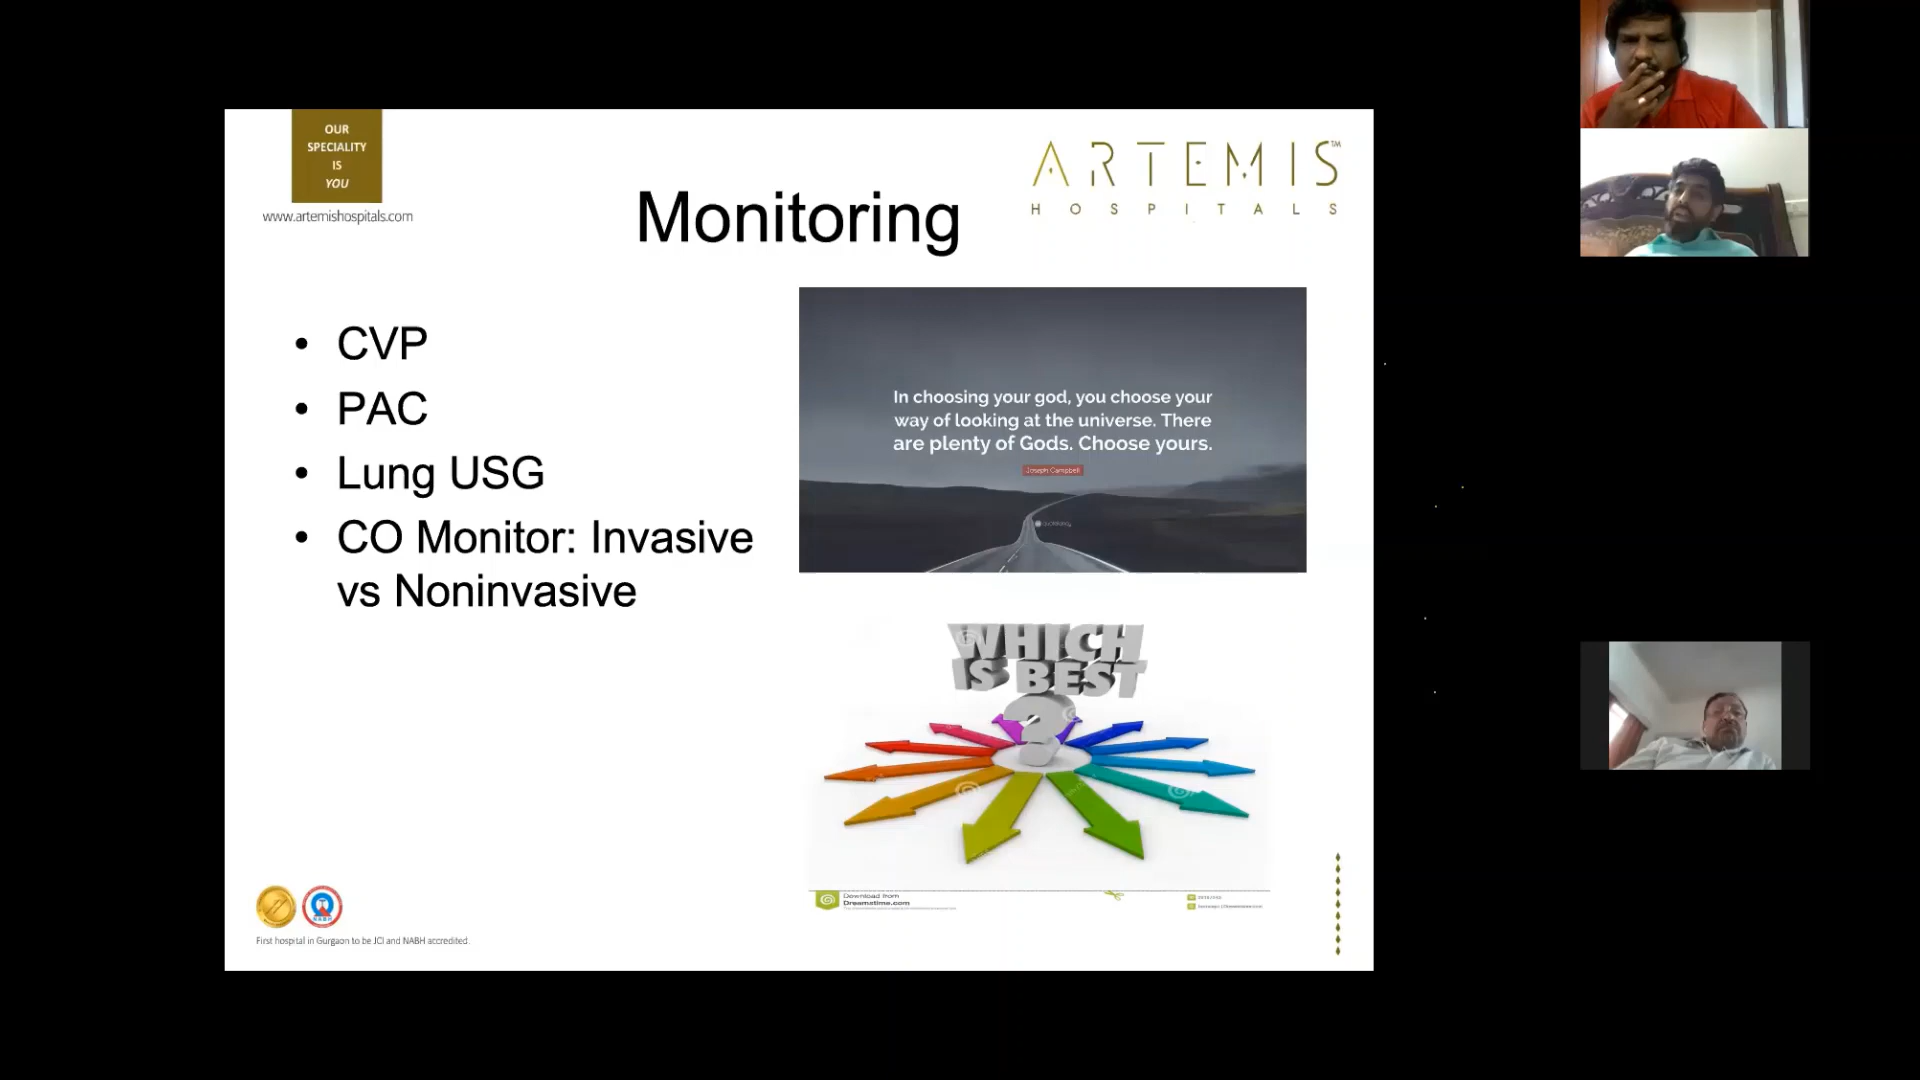 OUR
SPECIALITY
IS
YOU
www.artemishospitals.com
ARTEMIS™
HOSPITALS
Monitoring
• CVP
• PAC
• Lung USG
• CO Monitor: Invasive
vs Noninvasive
In choosing your god, you choose your
way of looking at the universe. There
are plenty of Gods. Choose yours.
Joseph Campbell
WHICH
IS BEST
?
Download from
Dreamstime.com
First hospital in Gurgaon to be JCI and NABH accredited.